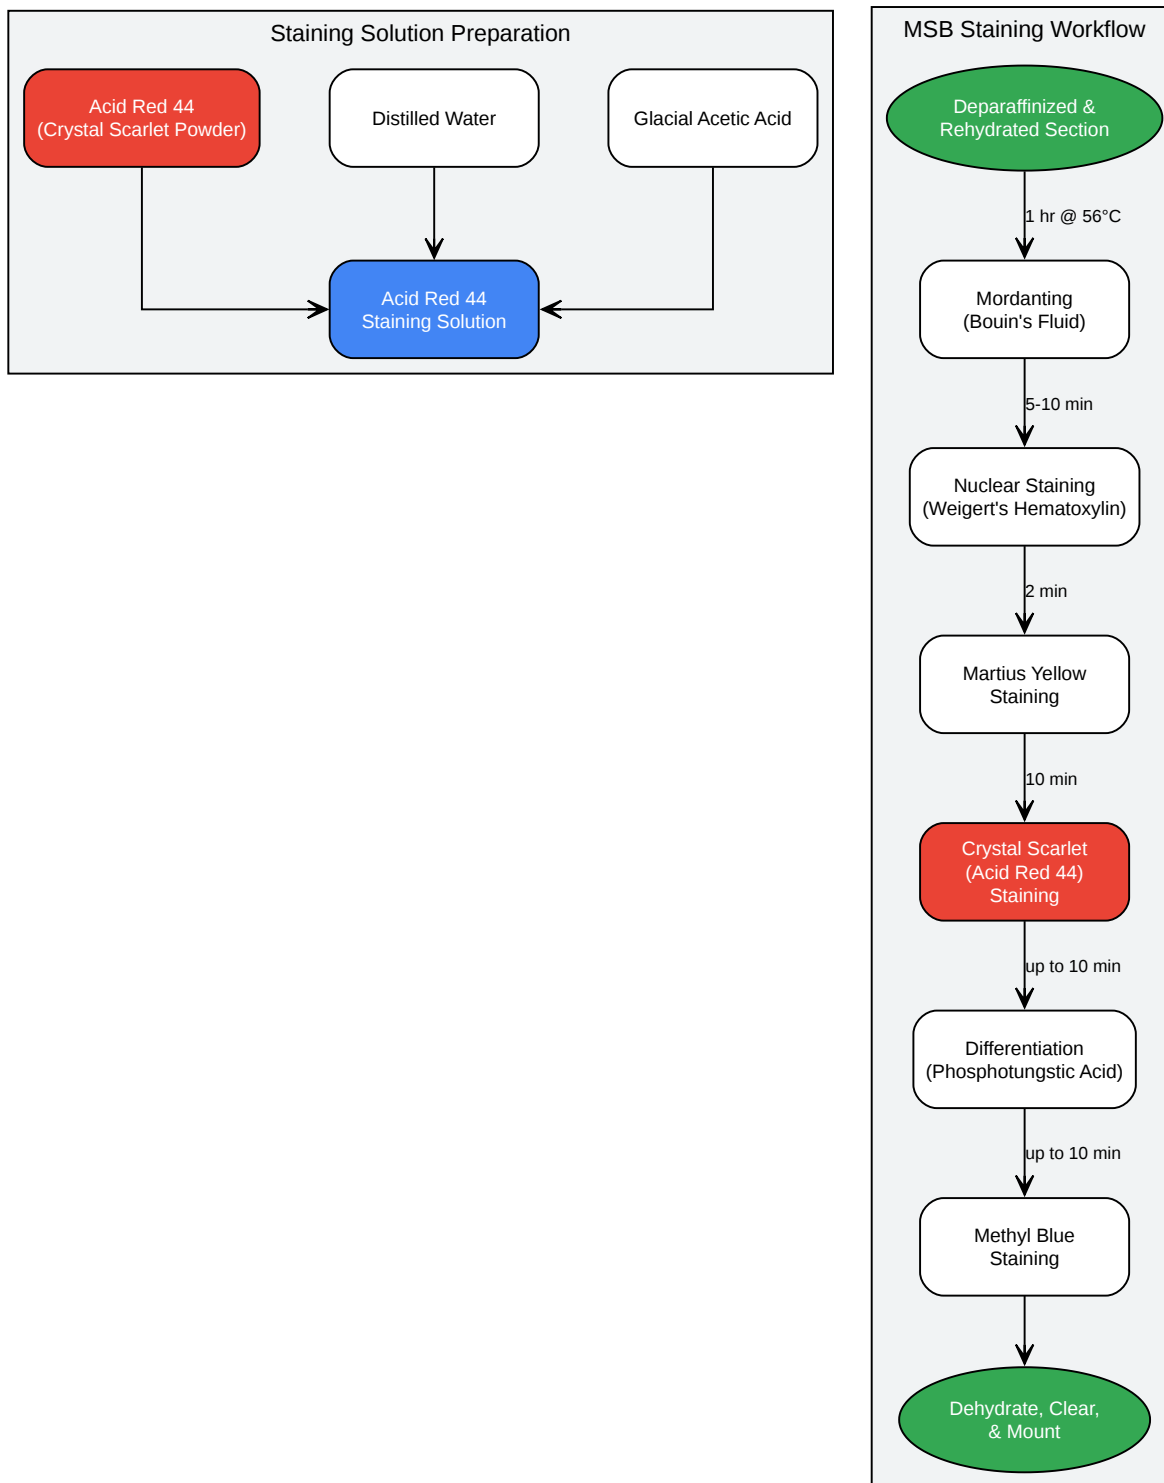 Staining Solution Preparation
Acid Red 44
(Crystal Scarlet Powder)
Distilled Water
Glacial Acetic Acid
Acid Red 44
Staining Solution
MSB Staining Workflow
Deparaffinized &
Rehydrated Section
1 hr @ 56°C
Mordanting
(Bouin's Fluid)
5-10 min
Nuclear Staining
(Weigert's Hematoxylin)
2 min
Martius Yellow
Staining
10 min
Crystal Scarlet
(Acid Red 44)
Staining
up to 10 min
Differentiation
(Phosphotungstic Acid)
up to 10 min
Methyl Blue
Staining
Dehydrate, Clear,
& Mount